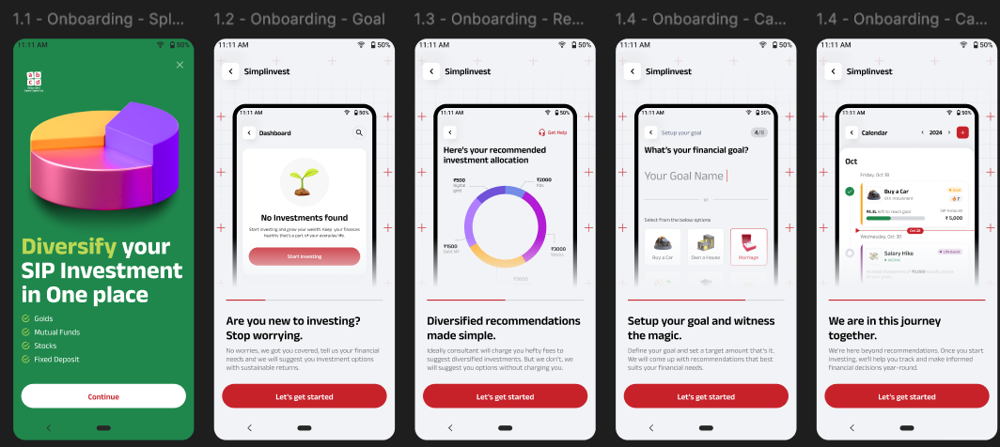 1.1 - Onboarding - Spl...
1.2 - Onboarding - Goal
1.3 - Onboarding - Re...
1.4 - Onboarding - Ca...
1.4 - Onboarding - Ca...
11:11 AM
50%
a b
c d
Diversify your
SIP Investment
in One place
Golds
Mutual Funds
Stocks
Fixed Deposit
Continue
11:11 AM
50%
Simplinvest
11:11 AM
50%
Dashboard
No Investments found
Start investing and grow you wealth. Keep your finances
healthy that's a part of your everyday life.
Start investing
Are you new to investing?
Stop worrying.
No worries, we got you covered, tell us your financial
needs and we will suggest you investment options
with sustainable returns.
Let's get started
11:11 AM
50%
Simplinvest
11:11 AM
50%
Get Help
Here's your recommended
investment allocation
₹500
Digital
gold
₹2000
FDs
₹1500
Debt MF
₹3000
Stocks
₹3000
Diversified recommendations
made simple.
Ideally consultant will charge you hefty fees to
suggest diversified investments. But we don't, we
will suggest you options without charging you.
Let's get started
11:11 AM
50%
Simplinvest
11:11 AM
50%
Setup your goal
4/8
What's your financial goal?
Your Goal Name
or
Select from the below options
Buy a Car
Own a House
Marriage
Setup your goal and witness
the magic.
Define your goal and set a target amount that's it.
We will come up with recommendations that best
suits your financial needs.
Let's get started
11:11 AM
50%
Simplinvest
11:11 AM
50%
Calendar
2024
Oct
Friday, Oct 18
Buy a Car
Goal
7
left to reach goal
SIP Amount
₹ 5,000
Oct 25
Wednesday, Oct 30
Salary Hike
We are in this journey
together.
We're here beyond recommendations. Once you start
investing, we'll help you track and make informed
financial decisions year-round.
Let's get started